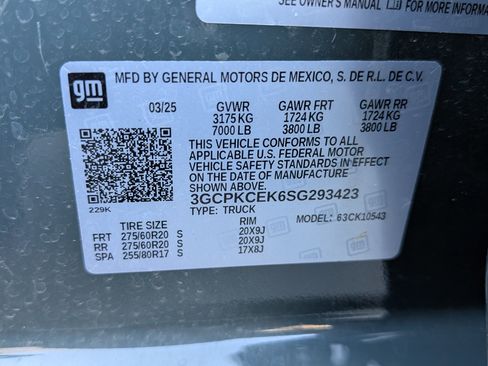 SEE OWNER'S MANUAL FOR MORE INFORMA
gm
MFD BY GENERAL MOTORS DE MEXICO, S. DE R.L. DE C.V.
03/25 GVWR GAWR FRT GAWR RR
3175 KG 1724 KG 1724 KG
7000 LB 3800 LB 3800 LB
THIS VEHICLE CONFORMS TO ALL
APPLICABLE U.S. FEDERAL MOTOR
VEHICLE SAFETY STANDARDS IN EFFECT ON
THE DATE OF MANUFACTURE
SHOWN ABOVE.
3GCPKCEK6SG293423
229K TYPE: TRUCK MODEL: 63CK10543
TIRE SIZE RIM
FRT 275/60R20 S 20X9J
RR 275/60R20 S 20X9J
SPA 255/80R17 S 17X8J